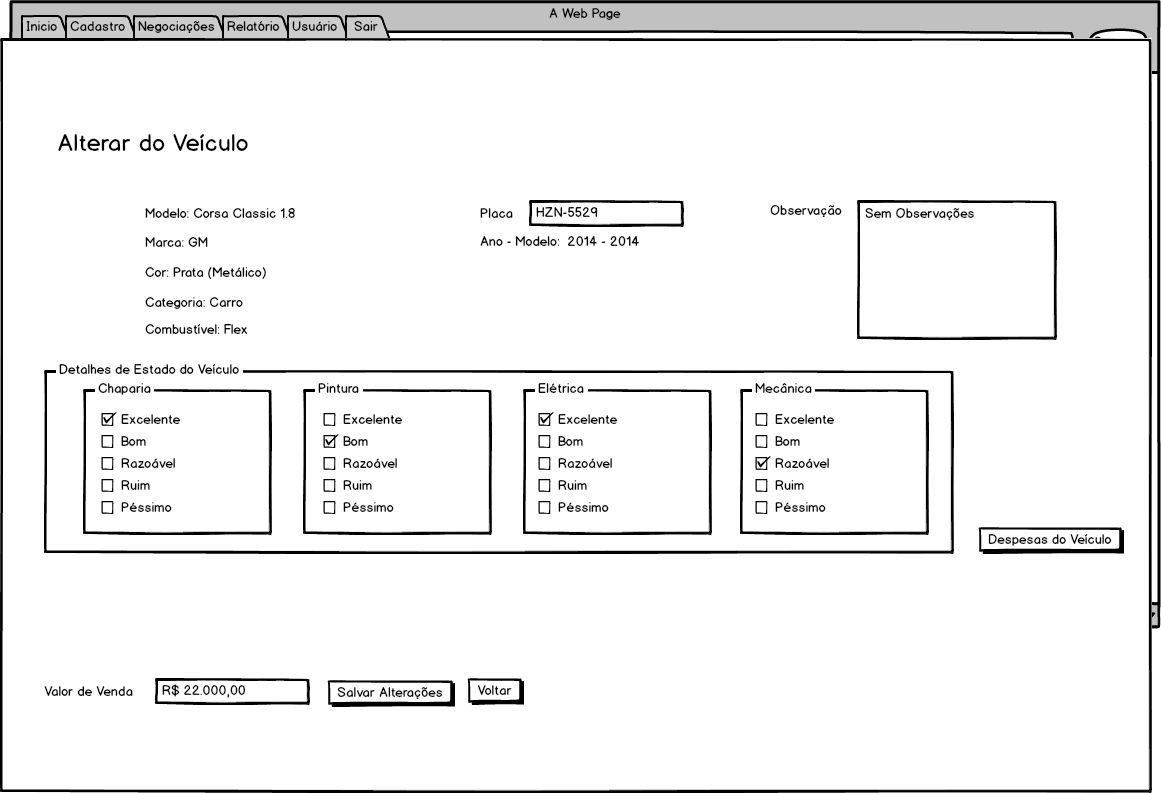 A Web Page
Inicio Cadastro Negociações Relatório Usuário Sair
Alterar do Veículo
Modelo: Corsa Classic 1.8
Marca: GM
Cor: Prata (Metálico)
Categoria: Carro
Combustível: Flex
Placa HZN-5529
Ano - Modelo: 2014 - 2014
Observação Sem Observações
Detalhes de Estado do Veículo
Chaparia
Excelente
Bom
Razoável
Ruim
Péssimo
Pintura
Excelente
Bom
Razoável
Ruim
Péssimo
Elétrica
Excelente
Bom
Razoável
Ruim
Péssimo
Mecânica
Excelente
Bom
Razoável
Ruim
Péssimo
Despesas do Veículo
Valor de Venda R$ 22.000,00 Salvar Alterações Voltar